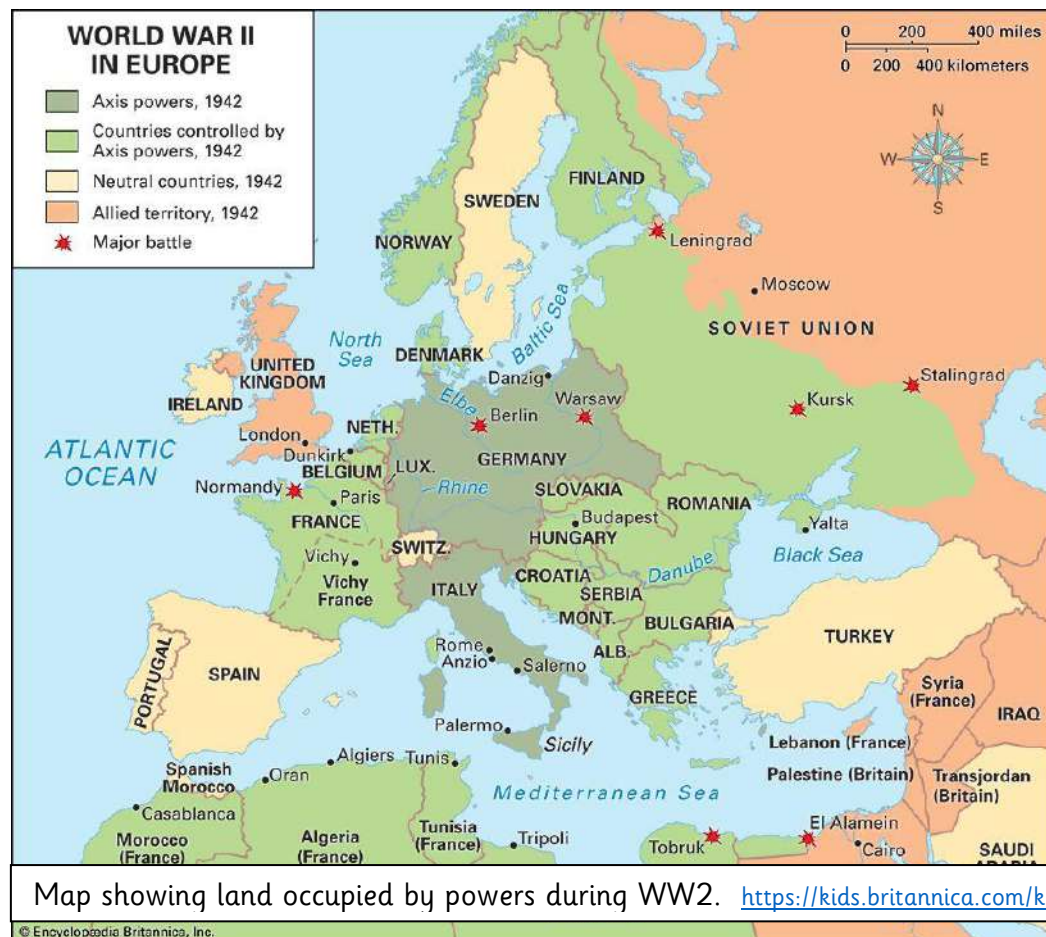 WORLD WAR II
IN EUROPE
Axis powers, 1942
Countries controlled by
Axis powers, 1942
Neutral countries, 1942
Allied territory, 1942
Major battle
0 200 400 miles
0 200 400 kilometers
N
W E
S
FINLAND
SWEDEN
NORWAY
Leningrad
Moscow
SOVIET UNION
North
Sea
Baltic Sea
DENMARK
UNITED
KINGDOM
IRELAND
Danzig
Stalingrad
Elbe
Warsaw
Berlin
Kursk
NETH.
London
Dunkirk
ATLANTIC
OCEAN
BELGIUM
LUX.
GERMANY
Normandy
Rhine
Paris
SLOVAKIA
ROMANIA
FRANCE
Budapest
HUNGARY
Yalta
SWITZ.
Vichy
Vichy
France
Black Sea
CROATIA
Danube
ITALY
SERBIA
MONT.
BULGARIA
TURKEY
Rome
Anzio
Salerno
ALB.
PORTUGAL
SPAIN
GREECE
Syria
(France)
IRAQ
Palermo
Sicily
Lebanon (France)
Algiers
Tunis
Spanish
Morocco
Oran
Palestine (Britain)
Transjordan
(Britain)
Mediterranean Sea
Casablanca
El Alamein
Morocco
(France)
Algeria
(France)
Tunisia
(France)
Tripoli
Tobruk
Cairo
SAUDI
Map showing land occupied by powers during WW2. https://kids.britannica.com/k
© Encyclopædia Britannica, Inc.